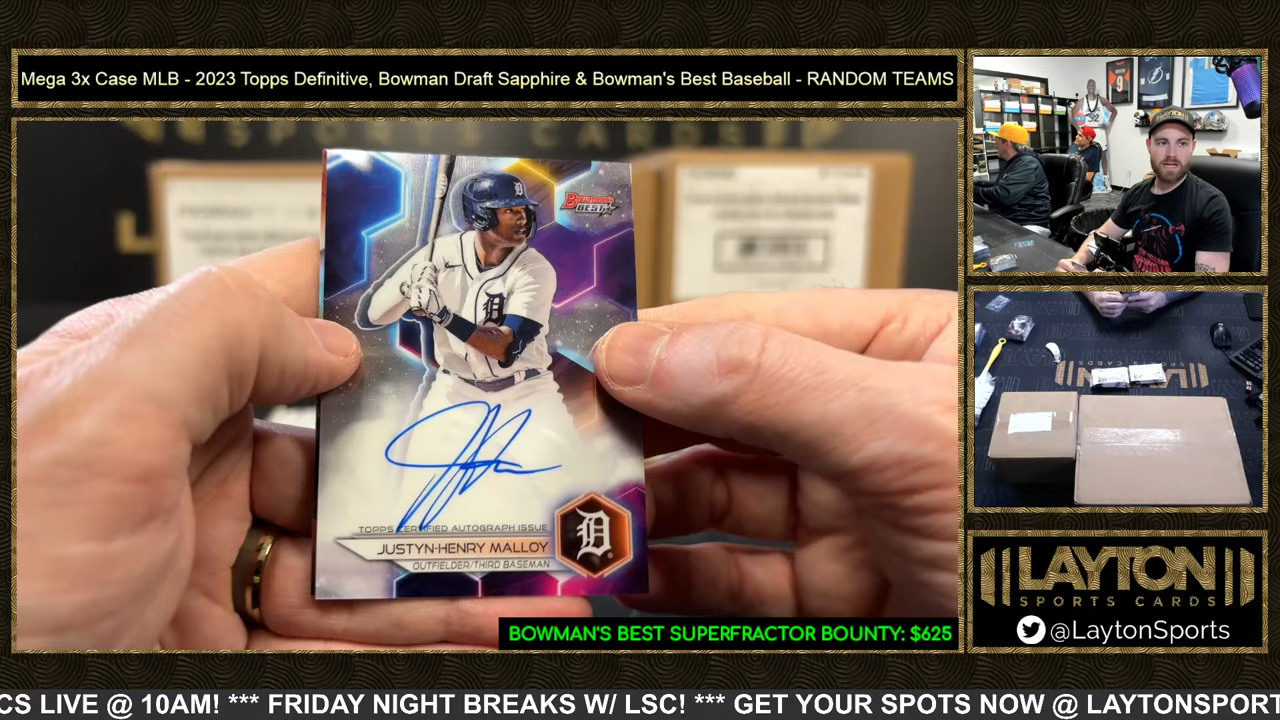 Mega 3x Case MLB - 2023 Topps Definitive, Bowman Draft Sapphire & Bowman's Best Baseball - RANDOM TEAMS
BOWMAN'S
BEST
TOPPS CERTIFIED AUTOGRAPH ISSUE
JUSTYN-HENRY MALLOY
OUTFIELDER/THIRD BASEMAN
BOWMAN'S BEST SUPERFRACTOR BOUNTY: $625
9
32
LAYTON
SPORTS CARDS
@LaytonSports
CS LIVE @ 10AM! *** FRIDAY NIGHT BREAKS W/ LSC! *** GET YOUR SPOTS NOW @ LAYTONSPORT